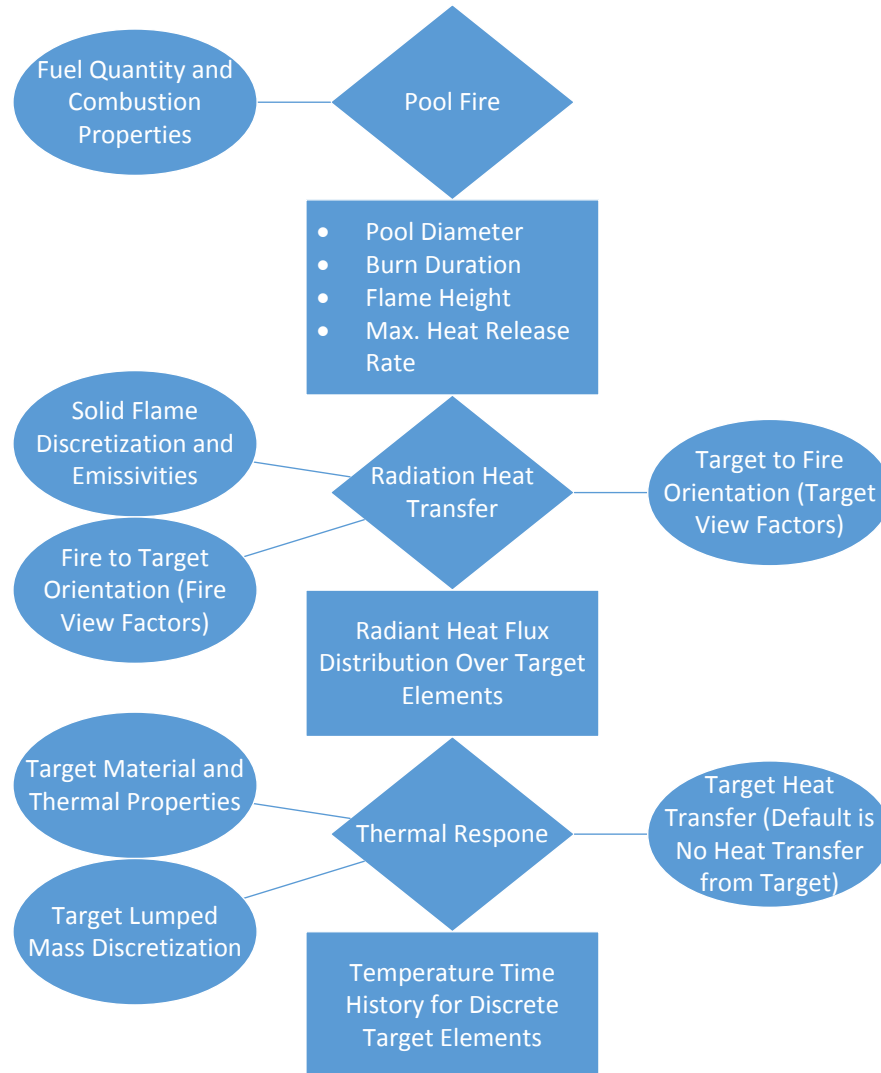 Fuel Quantity and
Combustion
Properties
Pool Fire
• Pool Diameter
• Burn Duration
• Flame Height
• Max. Heat Release
Rate
Solid Flame
Discretization and
Emissivities
Radiation Heat
Transfer
Target to Fire
Orientation (Target
View Factors)
Fire to Target
Orientation (Fire
View Factors)
Radiant Heat Flux
Distribution Over Target
Elements
Target Material and
Thermal Properties
Thermal Respone
Target Heat
Transfer (Default is
No Heat Transfer
from Target)
Target Lumped
Mass Discretization
Temperature Time
History for Discrete
Target Elements